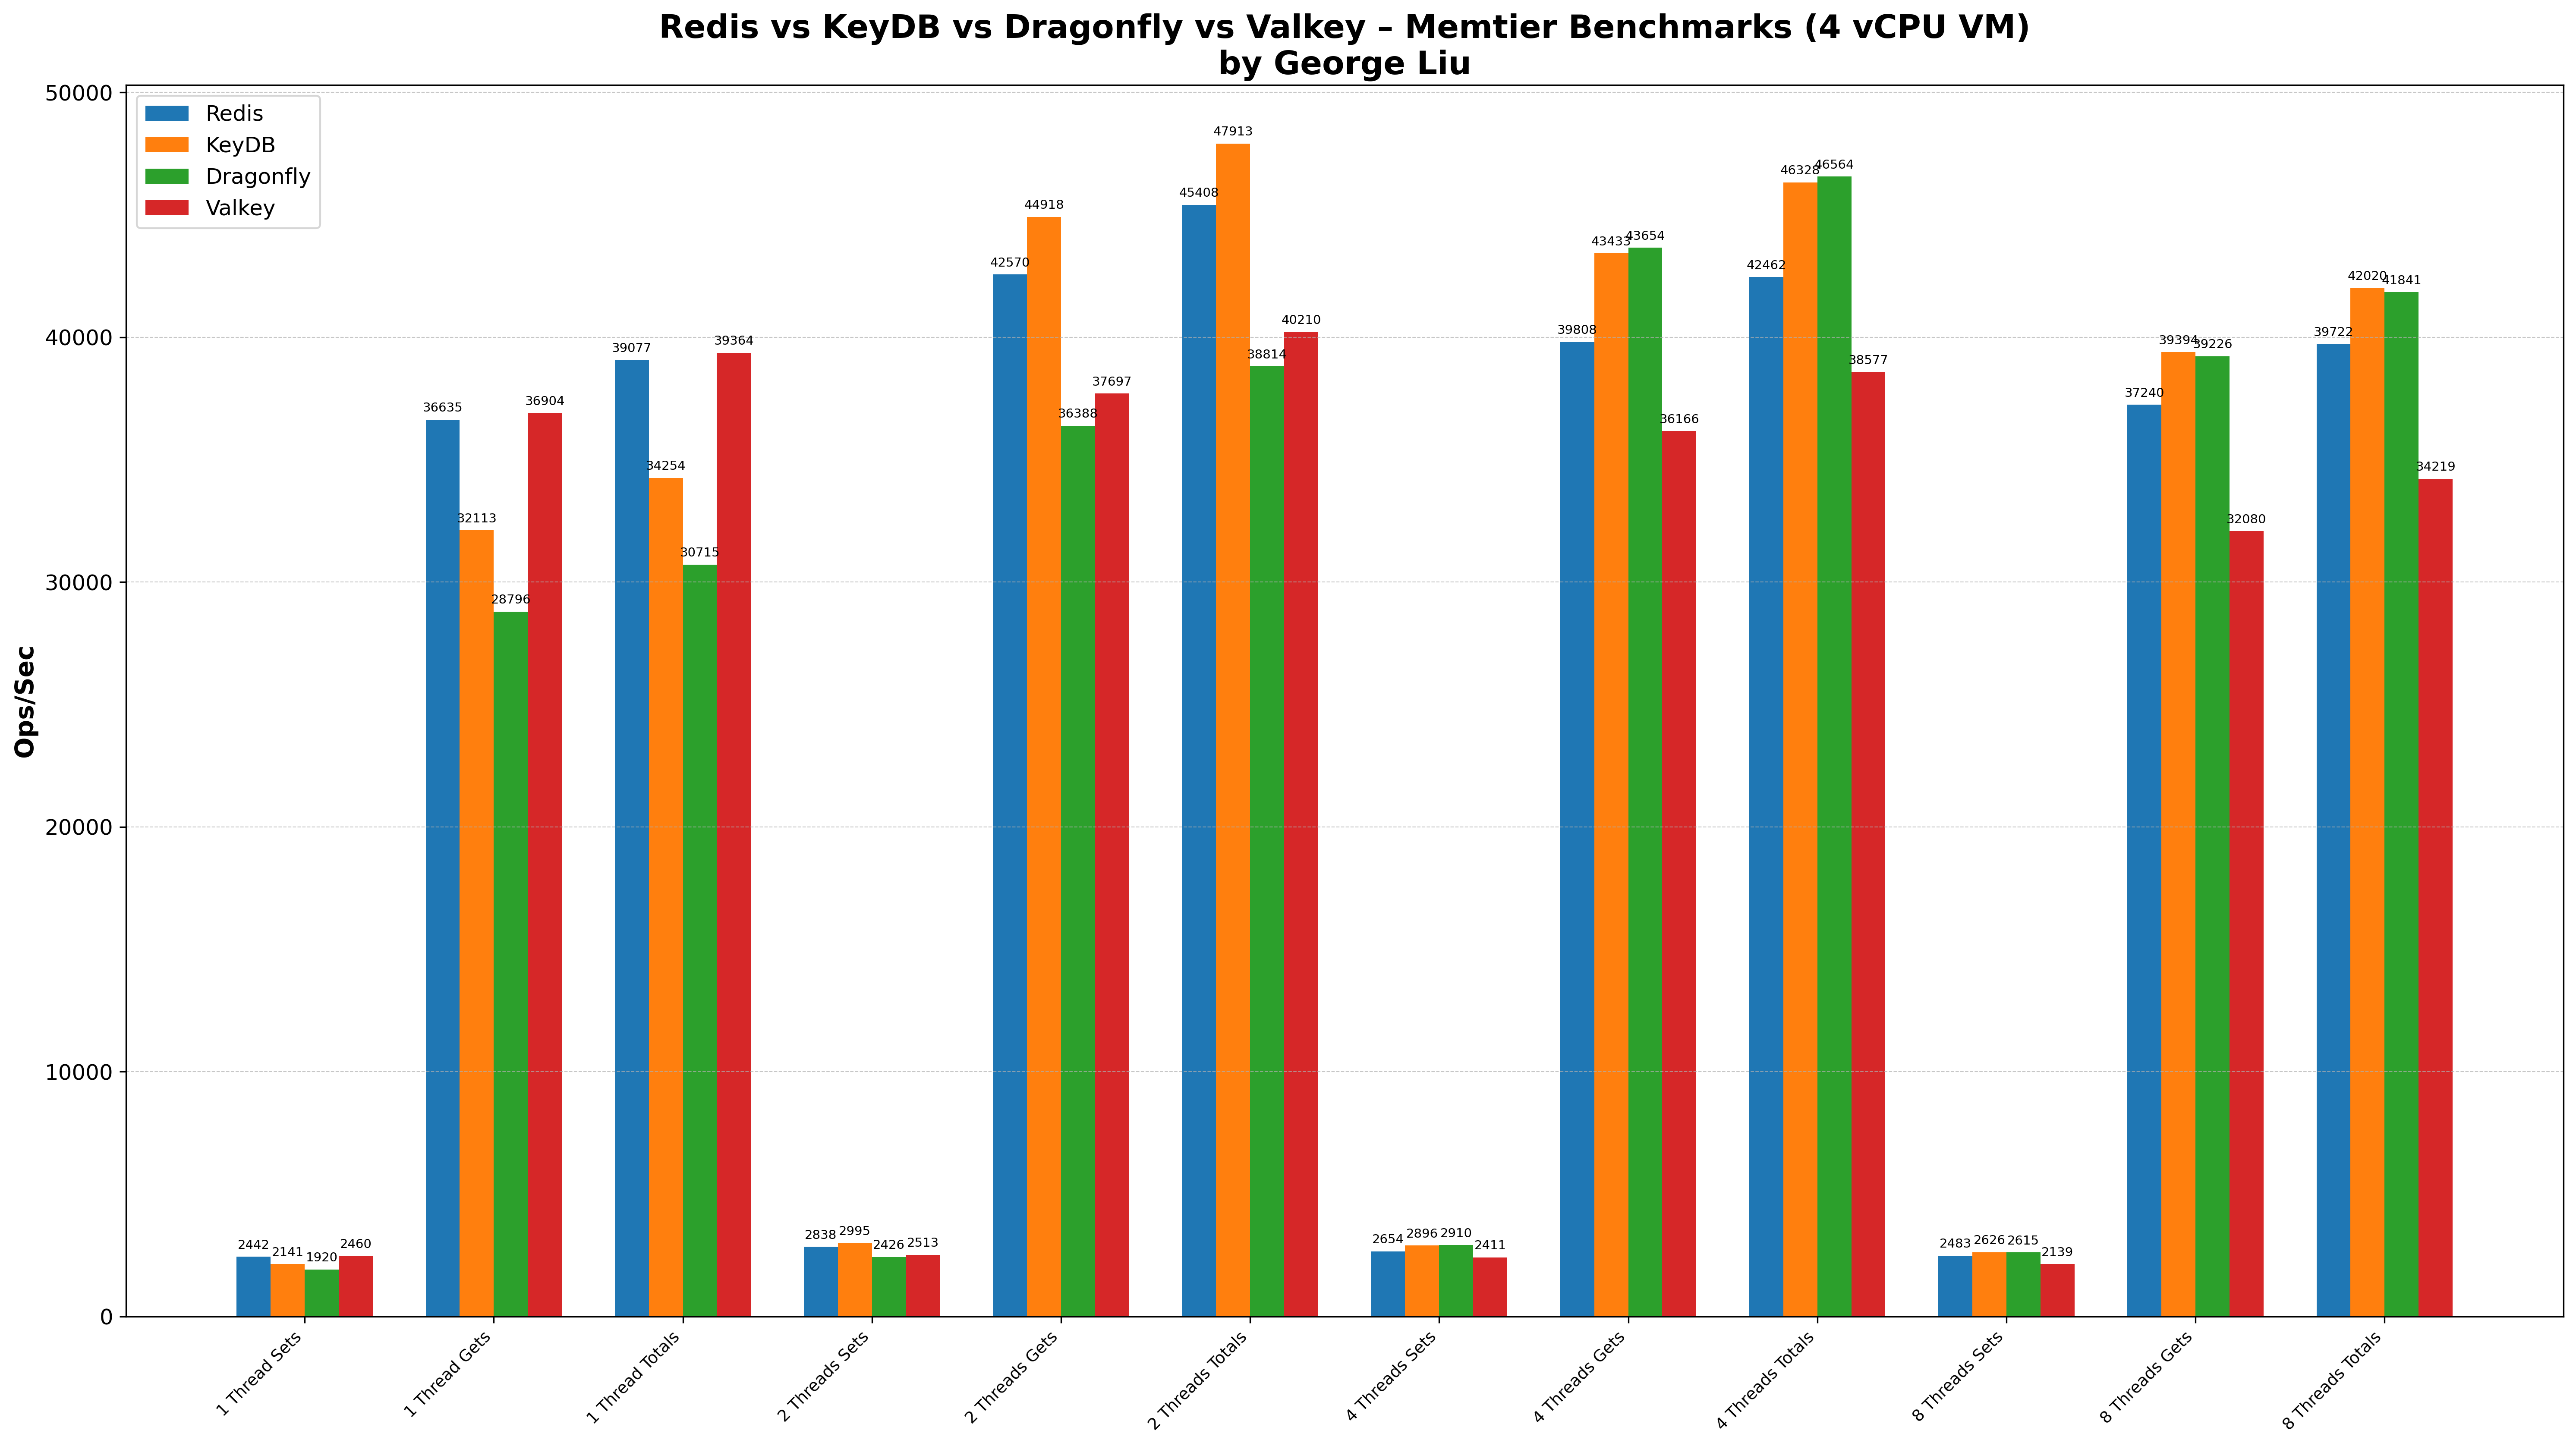 Redis vs KeyDB vs Dragonfly vs Valkey – Memtier Benchmarks (4 vCPU VM)
by George Liu
Redis
KeyDB
Dragonfly
Valkey
Ops/Sec
50000
40000
30000
20000
10000
0
2442
2141
1920
2460
36635
32113
28796
36904
39077
34254
30715
39364
2838
2995
2426
2513
42570
44918
36388
37697
45408
47913
38814
40210
2654
2896
2910
2411
39808
43433
43654
36166
42462
46328
46564
38577
2483
2626
2615
2139
37240
39394
39226
32080
39722
42020
41841
34219
1 Thread Sets
1 Thread Gets
1 Thread Totals
2 Threads Sets
2 Threads Gets
2 Threads Totals
4 Threads Sets
4 Threads Gets
4 Threads Totals
8 Threads Sets
8 Threads Gets
8 Threads Totals